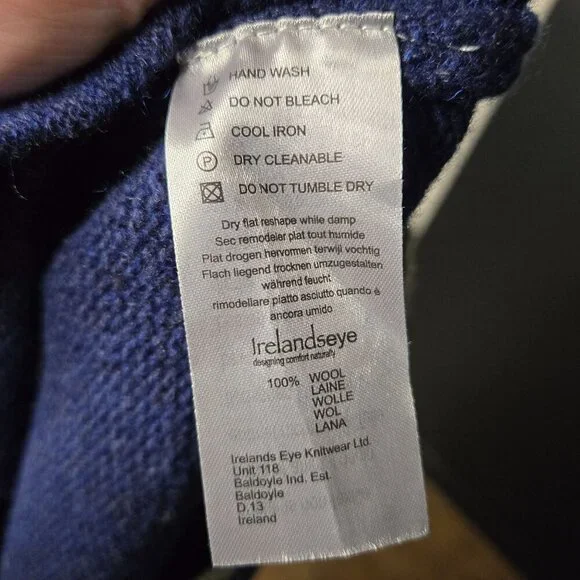 HAND WASH
DO NOT BLEACH
COOL IRON
P DRY CLEANABLE
DO NOT TUMBLE DRY
Dry flat reshape while damp
Sec remodeler plat tout humide
Plat drogen hervormen terwijl vochtig
Flach liegend trocknen umzugestalten
während feucht
rimodellare piatto asciutto quando é
ancora umido
Irelandseye
designing comfort naturally
100% WOOL
LAINE
WOLLE
WOL
LANA
Irelands Eye Knitwear Ltd.
Unit 118
Baldoyle Ind. Est.
Baldoyle
D.13
Ireland